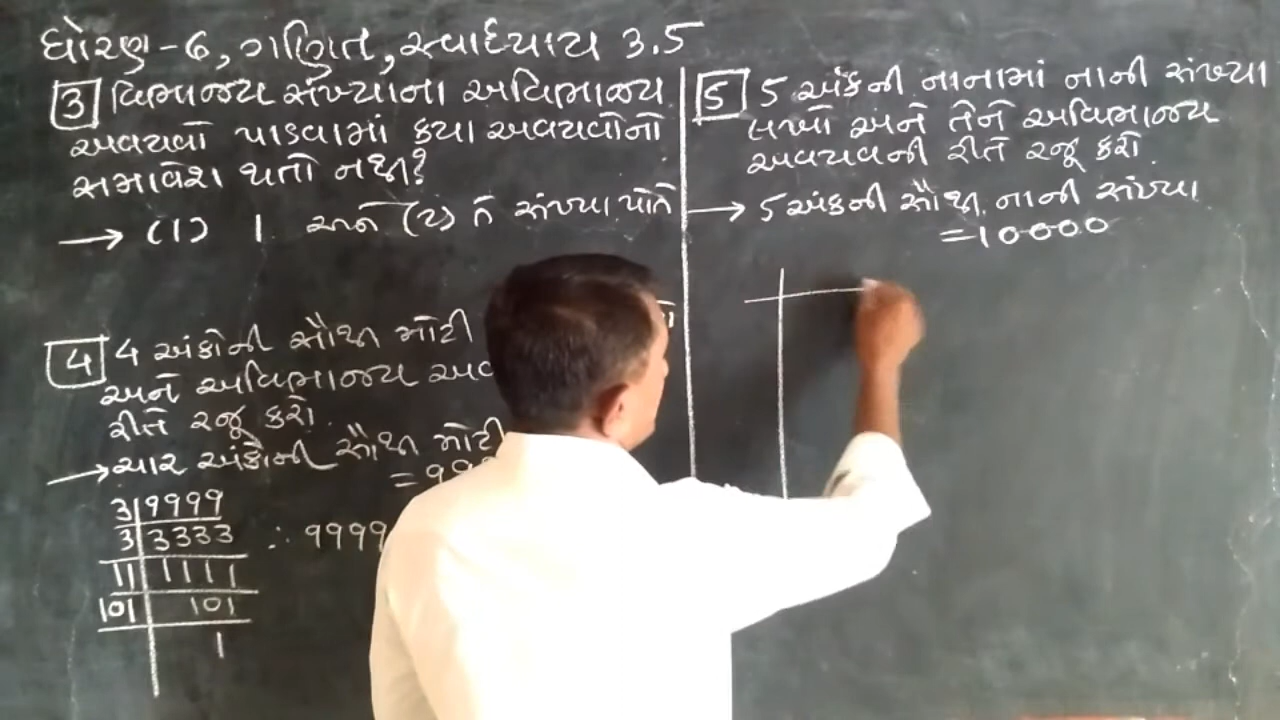 ધોરણ - ૬, ગણિત, સ્વાધ્યાય 3.5
3 વિભાજ્ય સંખ્યાના અવિભાજ્ય
અવયવો પાડવામાં કયા અવયવોનો
સમાવેશ થતો નથી?
→ (1) 1 અને (૨) તે સંખ્યા પોતે
4 4 અંકોની સૌથી મોટી
અને અવિભાજ્ય
રીતે રજૂ કરો.
→ ચાર અંકોની સૌથી મોટી
3 9999
3 3333 ∴ 9999
11 1111
101 101
1
5 5 અંકની નાનામાં નાની સંખ્યા
લખો અને તેને અવિભાજ્ય
અવયવની રીતે રજૂ કરો.
→ 5 અંકની સૌથી નાની સંખ્યા
= 10000